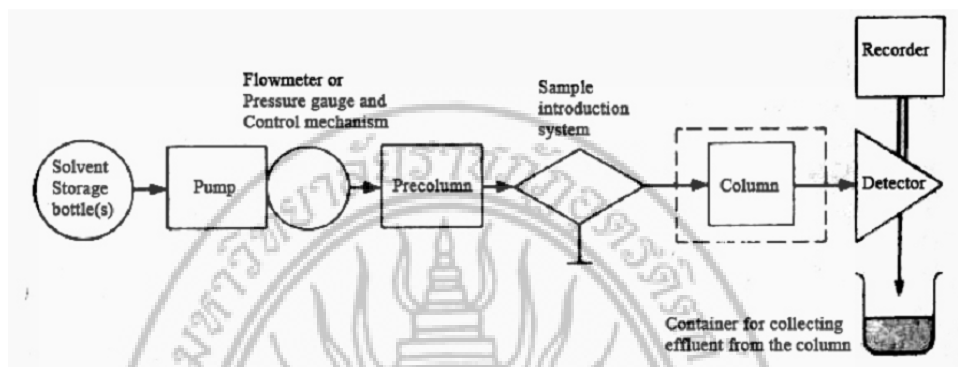 Recorder
Flowmeter or
Pressure gauge and
Control mechanism
Sample
introduction
system
Solvent
Storage
bottle(s)
Pump
Precolumn
Column
Detector
Container for collecting
effluent from the column